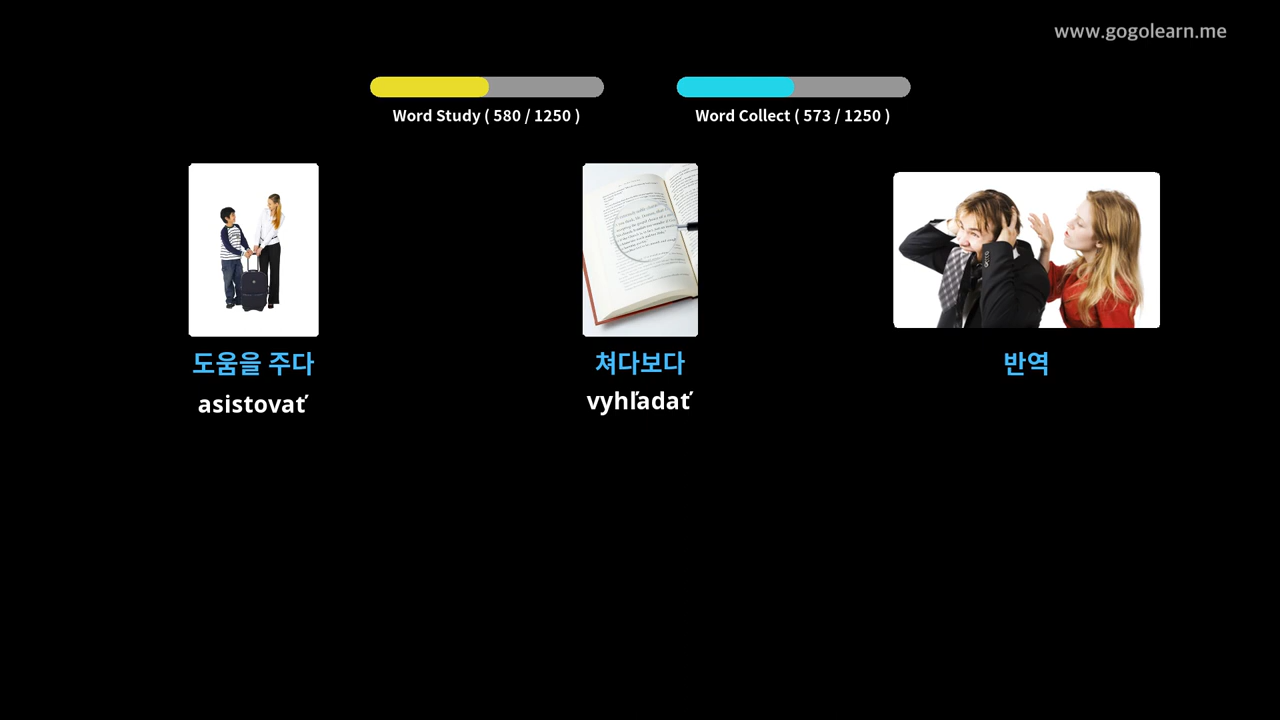 www.gogolearn.me
Word Study ( 580 / 1250 )
Word Collect ( 573 / 1250 )
도움을 주다
쳐다보다
반역
asistovať
vyhľadať